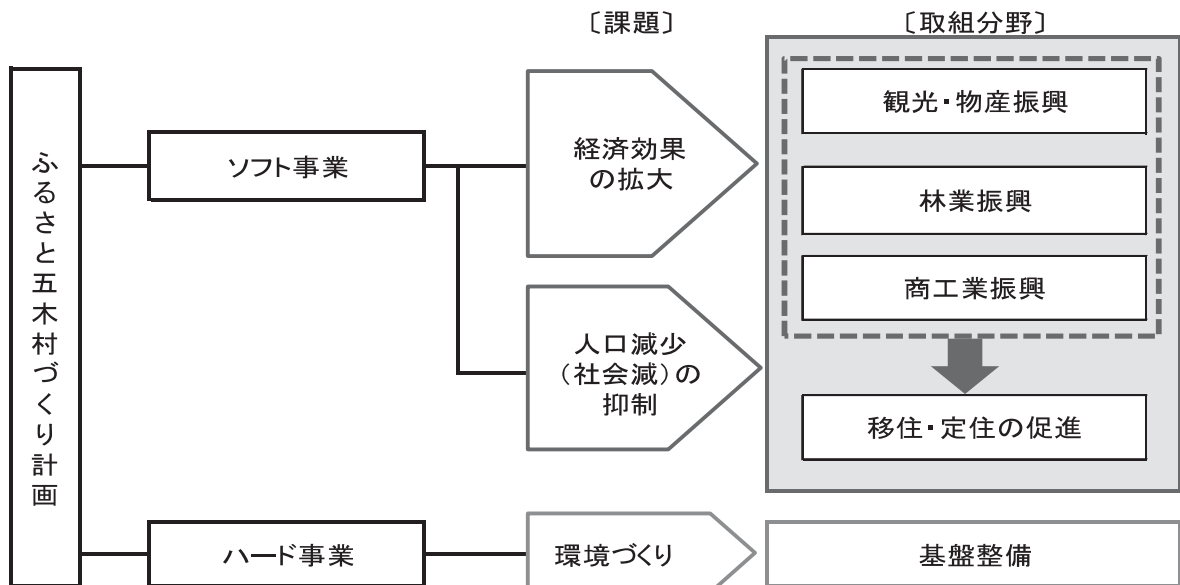 〔課題〕
〔取組分野〕
ふるさと五木村づくり計画
ソフト事業
経済効果
の拡大
観光・物産振興
林業振興
商工業振興
人口減少
（社会減）の
抑制
移住・定住の促進
ハード事業
環境づくり
基盤整備